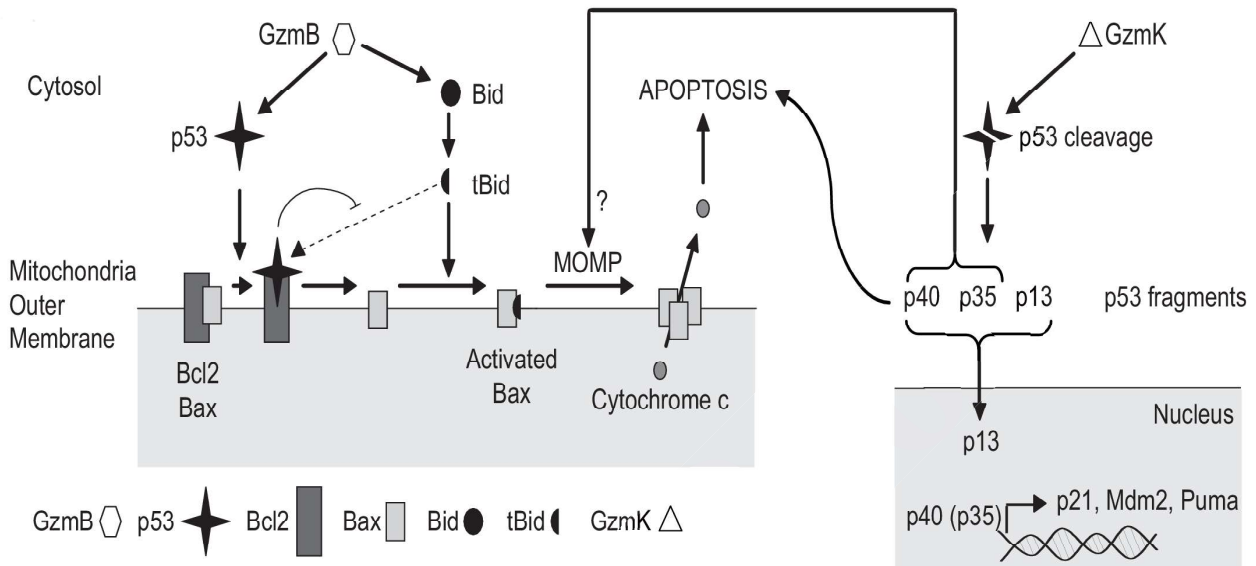 GzmB
GzmK
Cytosol
Bid
APOPTOSIS
p53
p53 cleavage
tBid
?
Mitochondria
Outer
Membrane
MOMP
p40 p35 p13
p53 fragments
Bcl2
Bax
Activated
Bax
Cytochrome c
Nucleus
p13
p40 (p35)
p21, Mdm2, Puma
GzmB p53 Bcl2 Bax Bid tBid GzmK